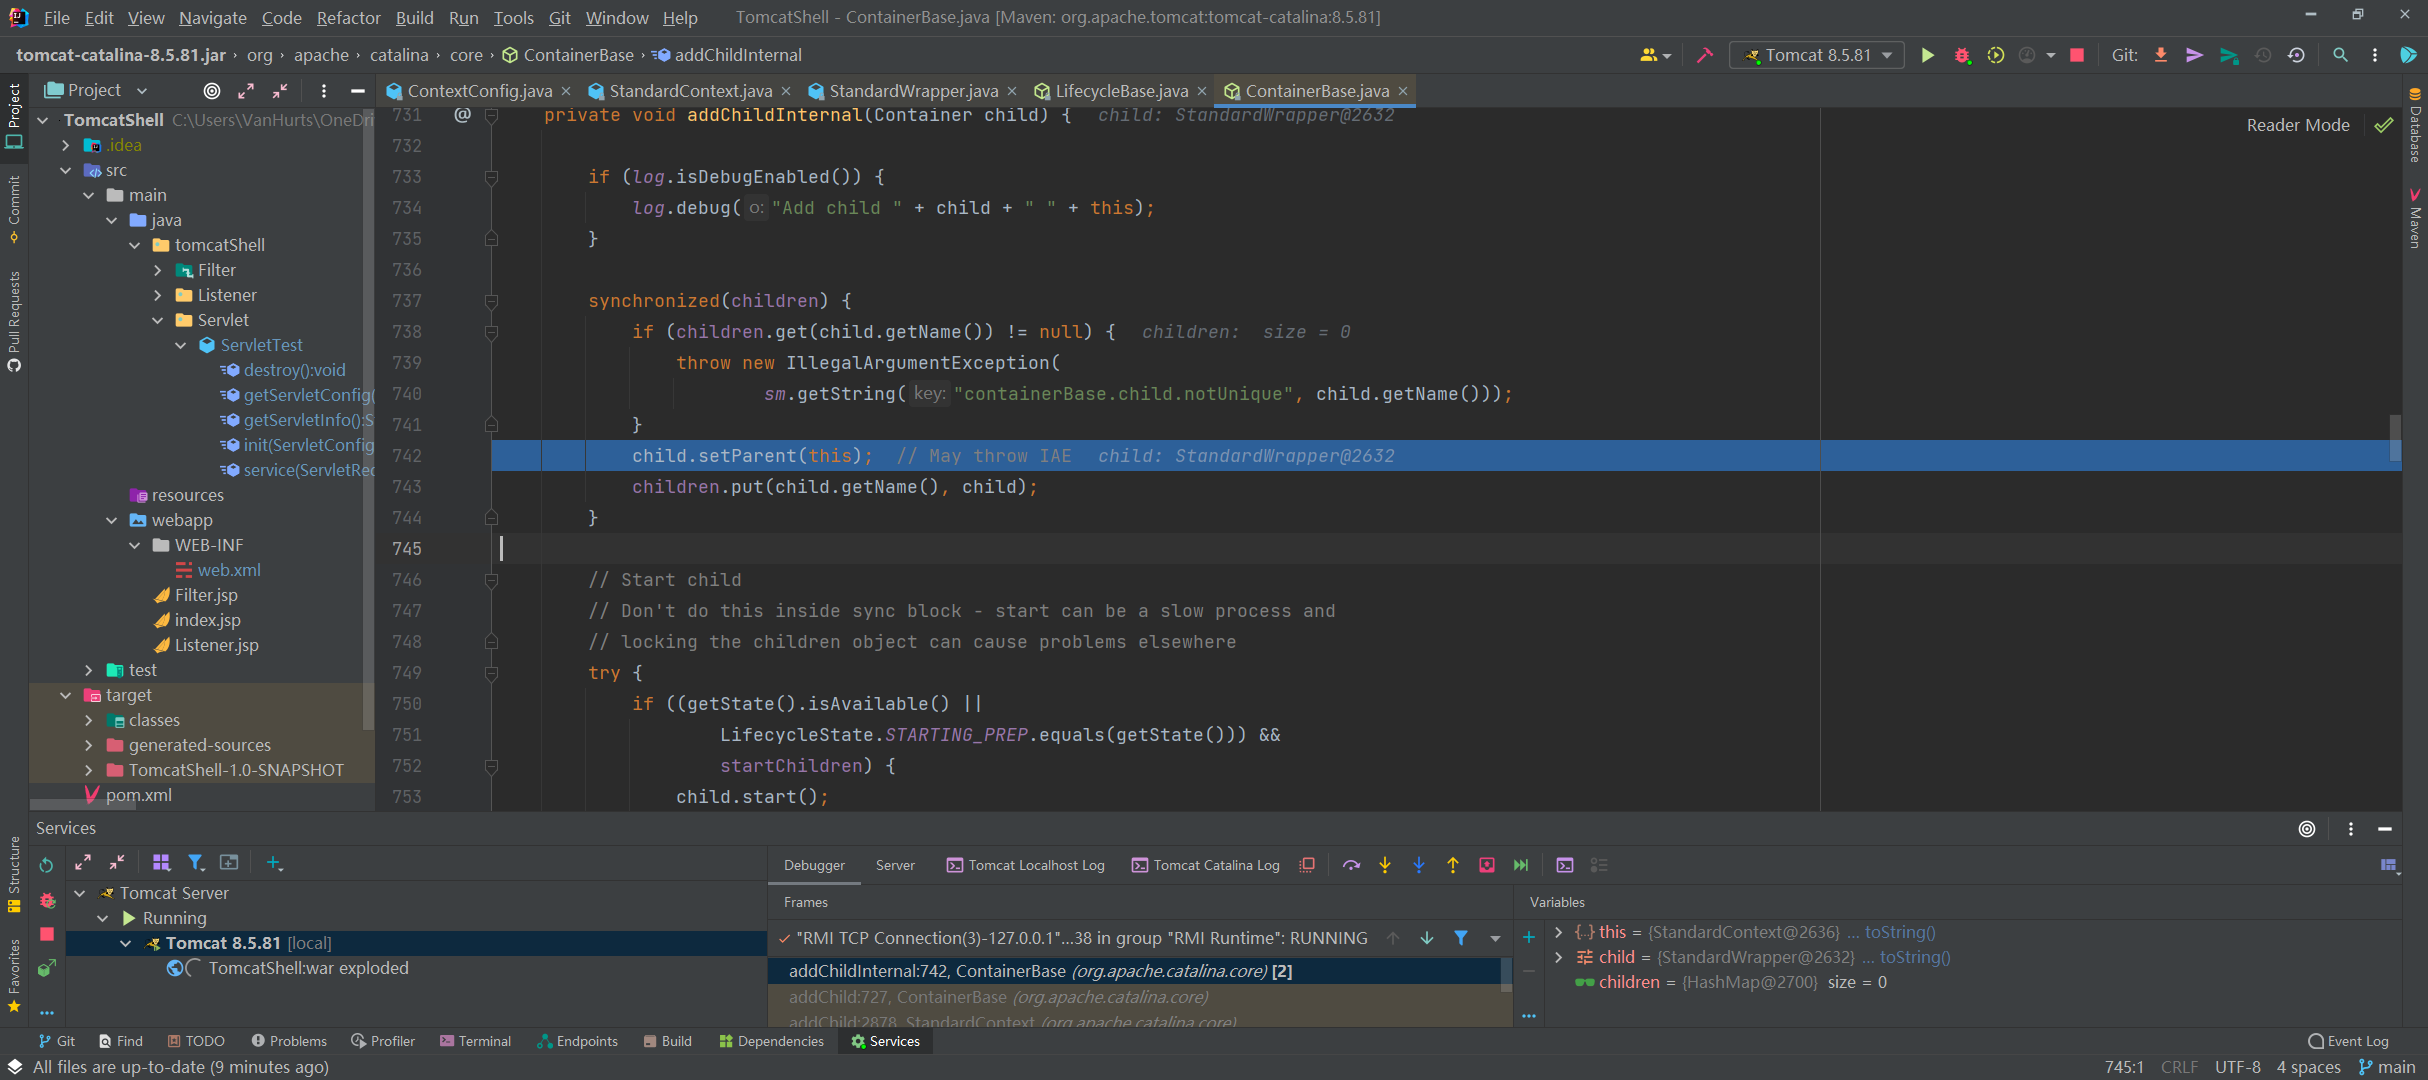 File Edit View Navigate Code Refactor Build Run Tools Git Window Help TomcatShell - ContainerBase.java [Maven: org.apache.tomcat:tomcat-catalina:8.5.81]
tomcat-catalina-8.5.81.jar › org › apache › catalina › core › ContainerBase › addChildInternal Tomcat 8.5.81 Git:
Project ContextConfig.java StandardContext.java StandardWrapper.java LifecycleBase.java ContainerBase.java
Reader Mode
TomcatShell C:\Users\VanHurts\OneDri
.idea
src
main
java
tomcatShell
Filter
Listener
Servlet
ServletTest
destroy():void
getServletConfig(
getServletInfo():S
init(ServletConfig
service(ServletRec
resources
webapp
WEB-INF
web.xml
Filter.jsp
index.jsp
Listener.jsp
test
target
classes
generated-sources
TomcatShell-1.0-SNAPSHOT
pom.xml
731 @ private void addChildInternal(Container child) { child: StandardWrapper@2632
732
733 if (log.isDebugEnabled()) {
734 log.debug( o: "Add child " + child + " " + this);
735 }
736
737 synchronized(children) {
738 if (children.get(child.getName()) != null) { children: size = 0
739 throw new IllegalArgumentException(
740 sm.getString( key: "containerBase.child.notUnique", child.getName()));
741 }
742 child.setParent(this); // May throw IAE child: StandardWrapper@2632
743 children.put(child.getName(), child);
744 }
745
746 // Start child
747 // Don't do this inside sync block - start can be a slow process and
748 // locking the children object can cause problems elsewhere
749 try {
750 if ((getState().isAvailable() ||
751 LifecycleState.STARTING_PREP.equals(getState())) &&
752 startChildren) {
753 child.start();
Project
Commit
Pull Requests
Structure
Favorites
Database
Maven
Services
Tomcat Server
Running
Tomcat 8.5.81 [local]
TomcatShell:war exploded
Debugger Server Tomcat Localhost Log Tomcat Catalina Log
Frames
"RMI TCP Connection(3)-127.0.0.1"...38 in group "RMI Runtime": RUNNING
addChildInternal:742, ContainerBase (org.apache.catalina.core) [2]
addChild:727, ContainerBase (org.apache.catalina.core)
addChild:2878, StandardContext (org.apache.catalina.core)
Variables
this = {StandardContext@2636} ... toString()
child = {StandardWrapper@2632} ... toString()
children = {HashMap@2700} size = 0
Git Find TODO Problems Profiler Terminal Endpoints Build Dependencies Services Event Log
All files are up-to-date (9 minutes ago) 745:1 CRLF UTF-8 4 spaces main